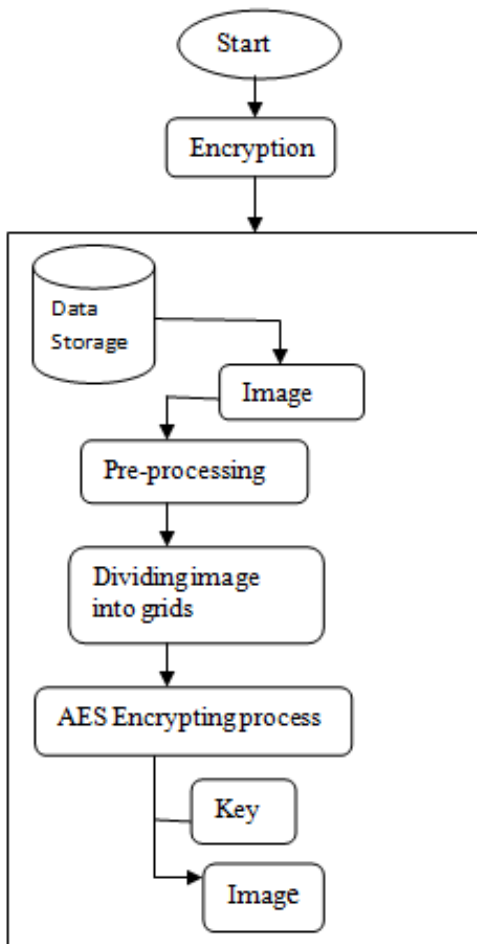 Start
Encryption
Data
Storage
Image
Pre-processing
Dividing image
into grids
AES Encrypting process
Key
Image